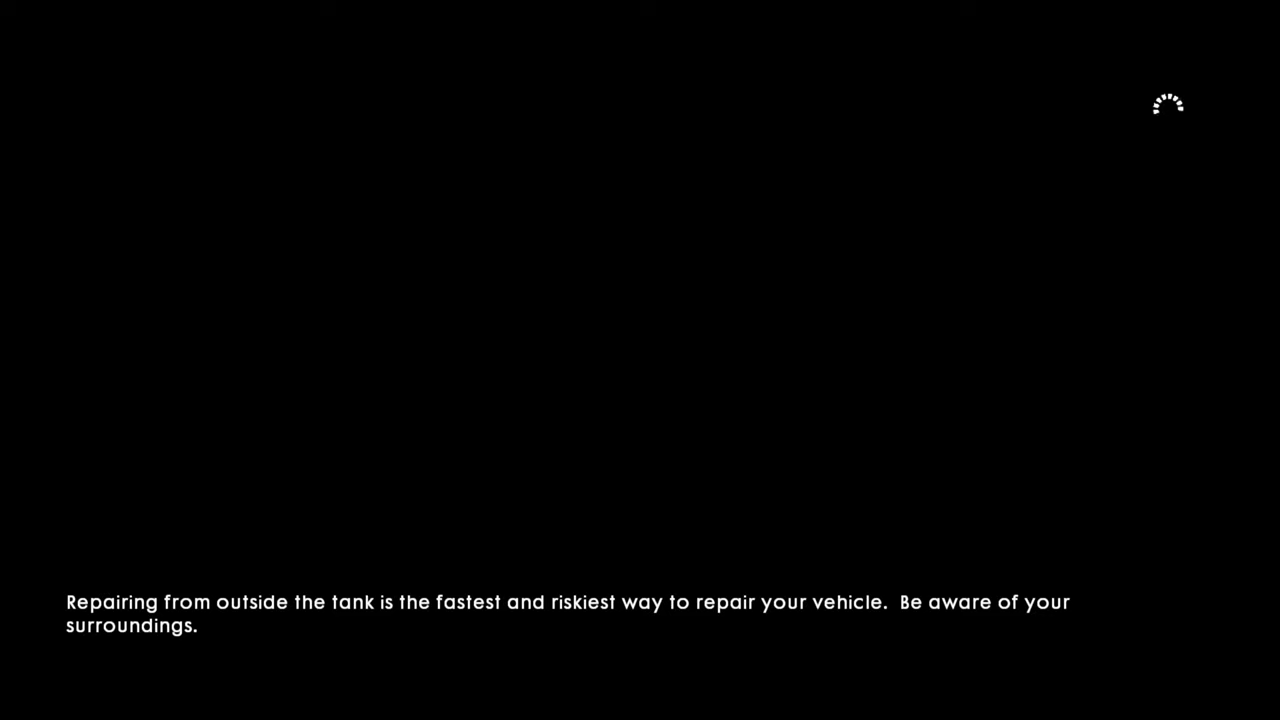 Repairing from outside the tank is the fastest and riskiest way to repair your vehicle.  Be aware of your
surroundings.